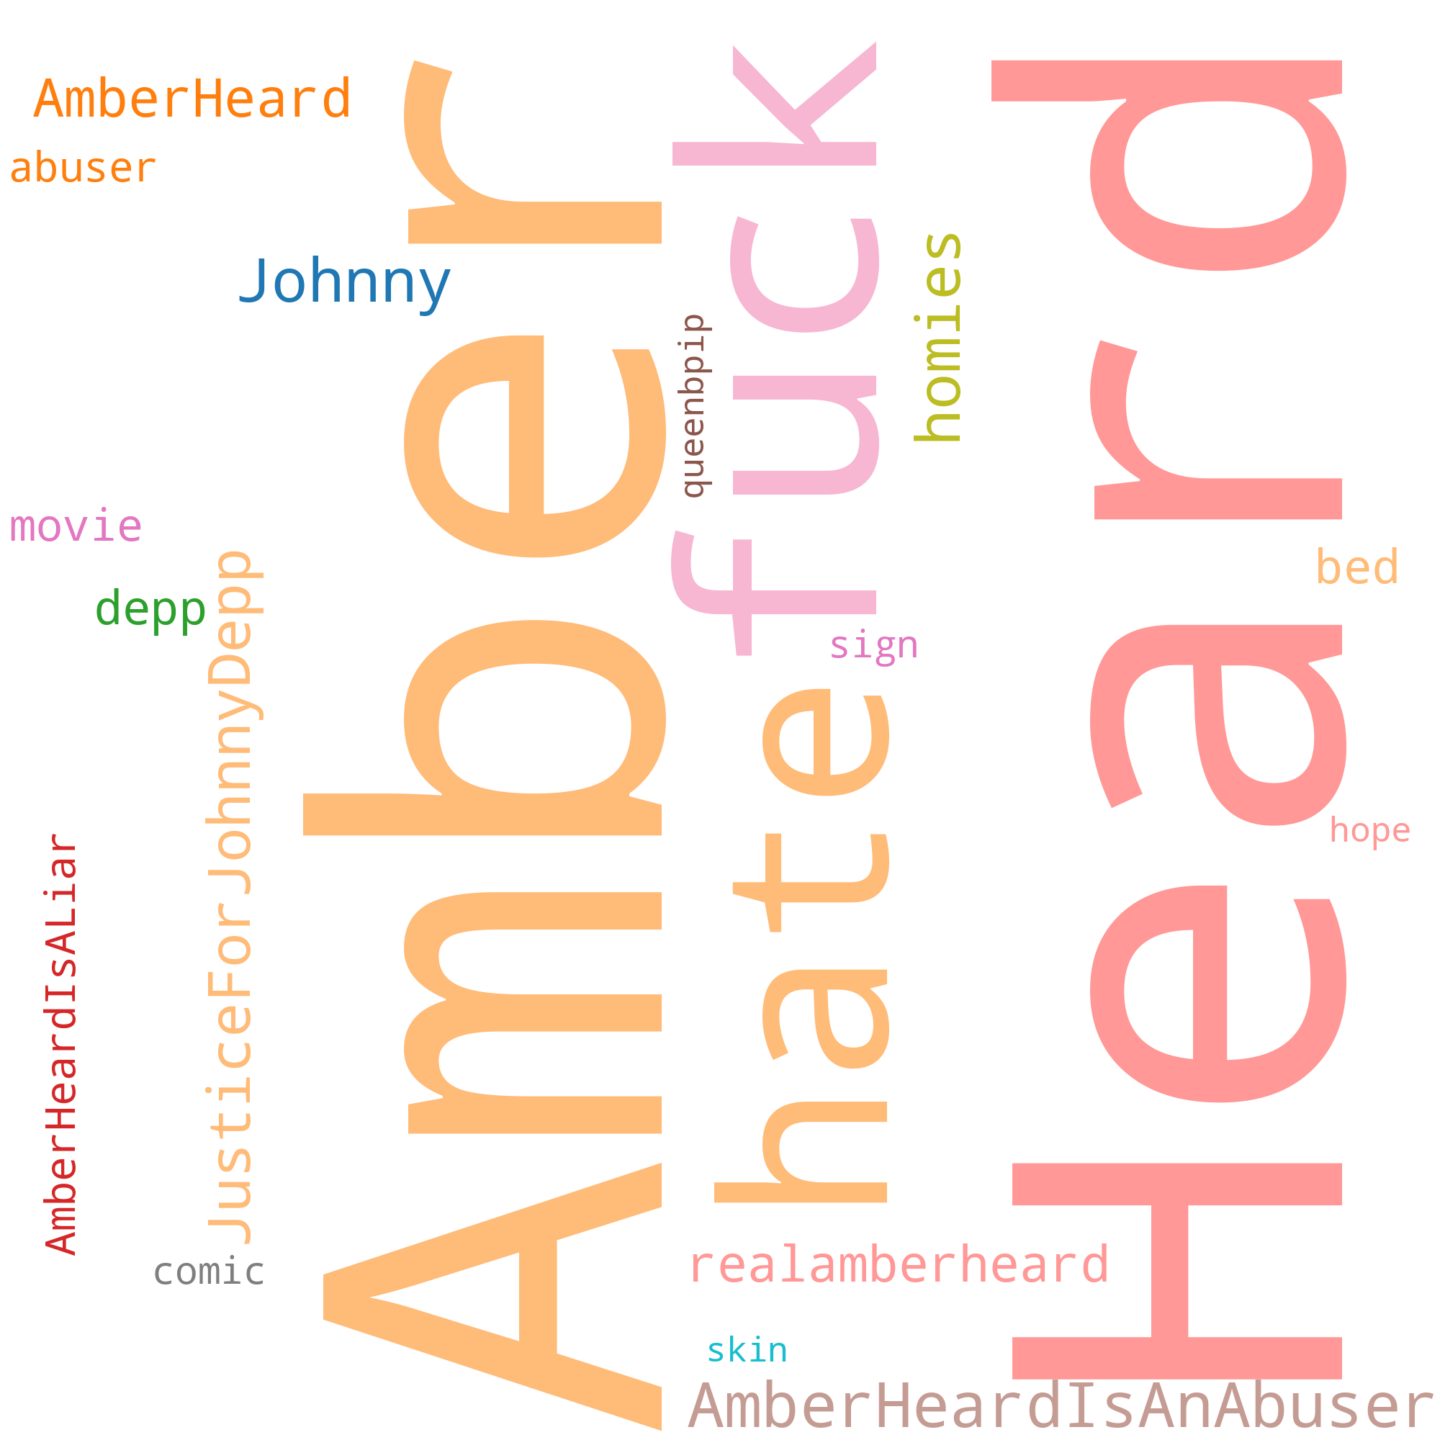 AmberHeard
abuser
Johnny
movie
depp
JusticeForJohnnyDepp
AmberHeardIsALiar
comic
Amber
fuck
queenbpip
homies
sign
hate
Heard
bed
hope
realamberheard
skin
AmberHeardIsAnAbuser